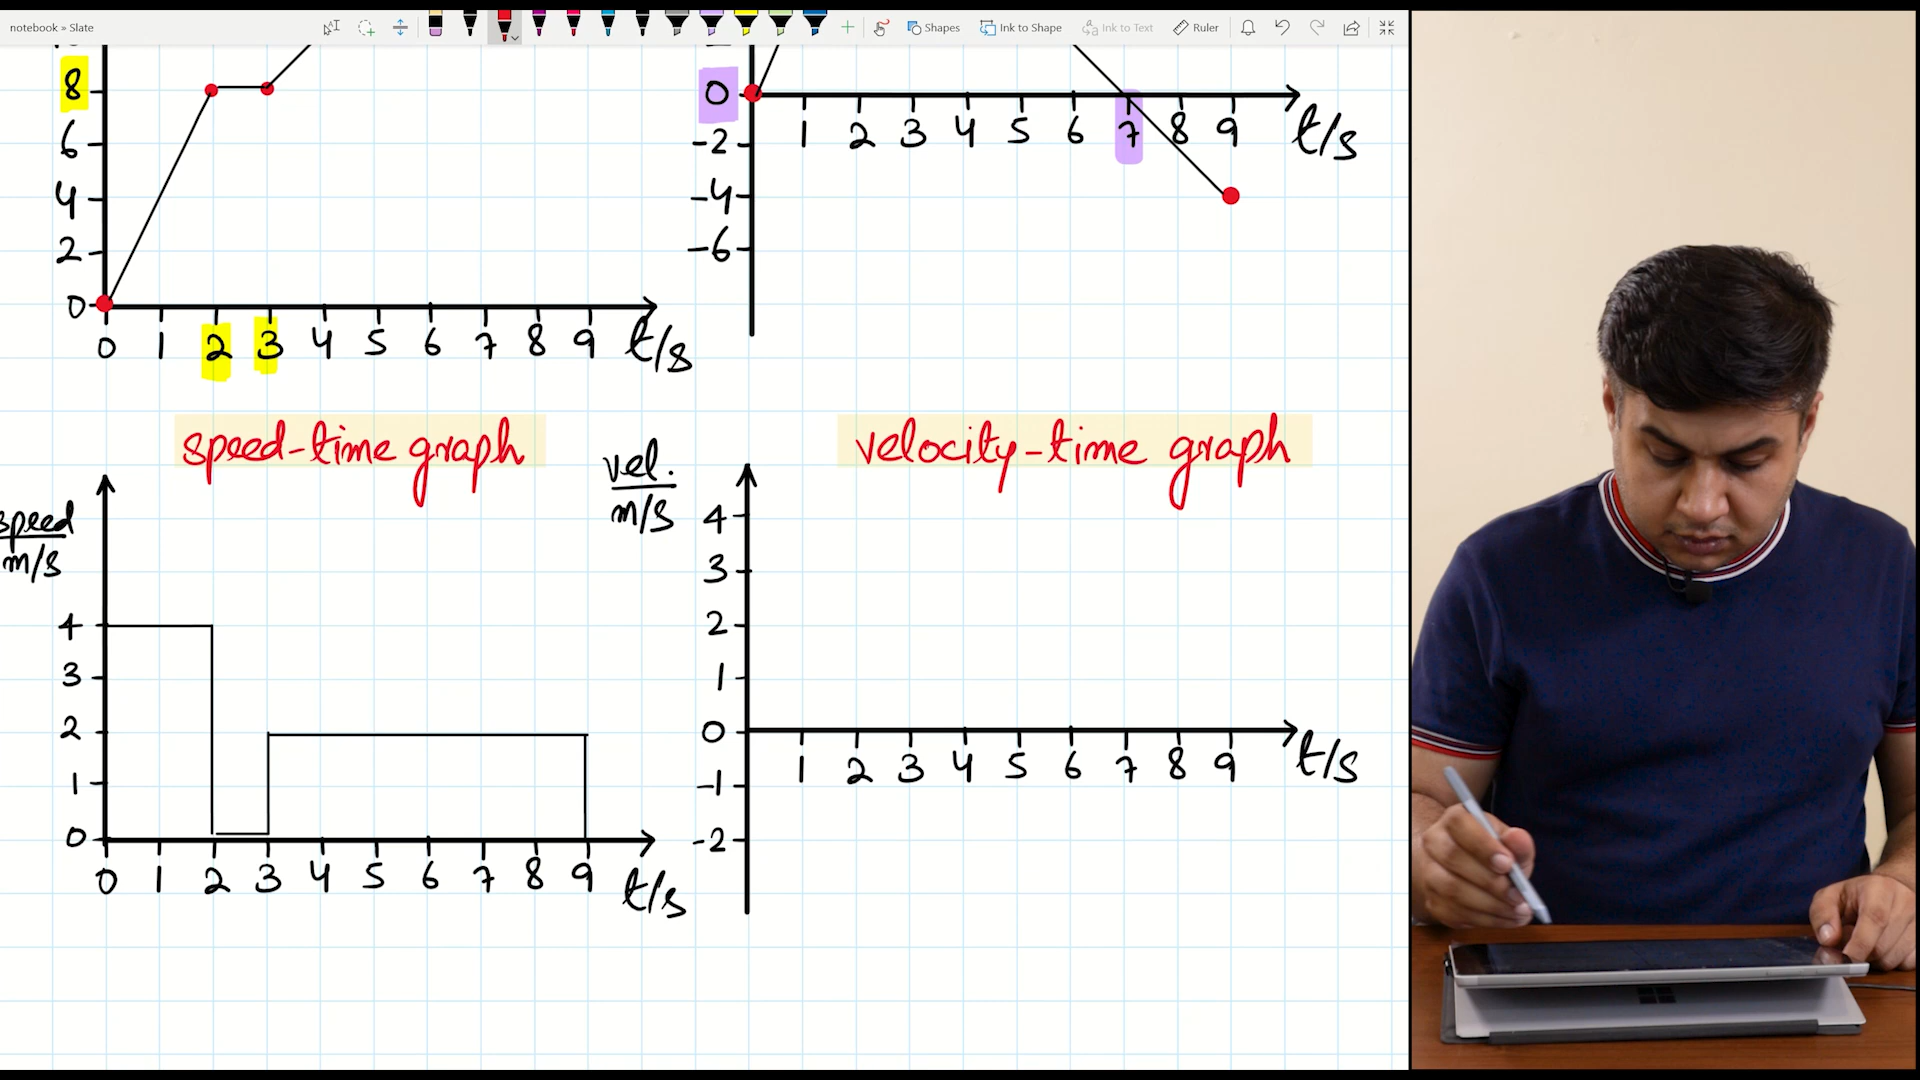 notebook » Slate
Shapes
Ink to Shape
Ink to Text
Ruler
8
6
4
2
0
0 1 2 3 4 5 6 7 8 9 t/s
0
-2
-4
-6
1 2 3 4 5 6 7 8 9 t/s
speed-time graph
speed
m/s
4
3
2
1
0
0 1 2 3 4 5 6 7 8 9 t/s
velocity-time graph
vel.
m/s
4
3
2
1
0
-1
-2
1 2 3 4 5 6 7 8 9 t/s